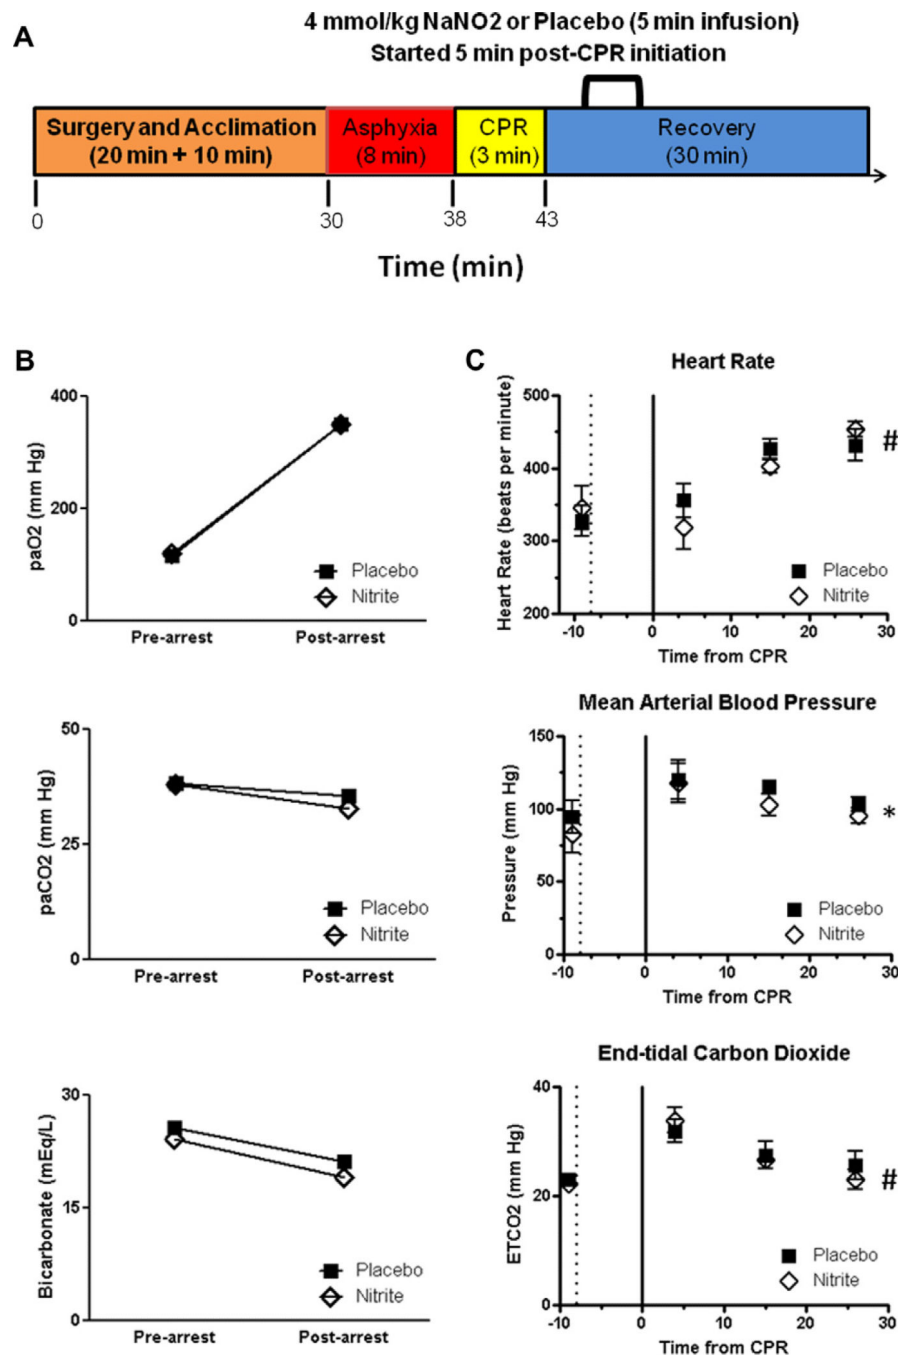 A
4 mmol/kg NaNO2 or Placebo (5 min infusion)
Started 5 min post-CPR initiation
Surgery and Acclimation
(20 min + 10 min)
Asphyxia
(8 min)
CPR
(3 min)
Recovery
(30 min)
0
30
38
43
Time (min)
B
400
200
0
paO2 (mm Hg)
Placebo
Nitrite
Pre-arrest
Post-arrest
50
25
0
paCO2 (mm Hg)
Placebo
Nitrite
Pre-arrest
Post-arrest
30
15
0
Bicarbonate (mEq/L)
Placebo
Nitrite
Pre-arrest
Post-arrest
C
Heart Rate
500
400
300
200
Heart Rate (beats per minute)
#
Placebo
Nitrite
-10 0 10 20 30
Time from CPR
Mean Arterial Blood Pressure
150
100
50
0
Pressure (mm Hg)
*
Placebo
Nitrite
-10 0 10 20 30
Time from CPR
End-tidal Carbon Dioxide
40
20
0
ETCO2 (mm Hg)
#
Placebo
Nitrite
-10 0 10 20 30
Time from CPR